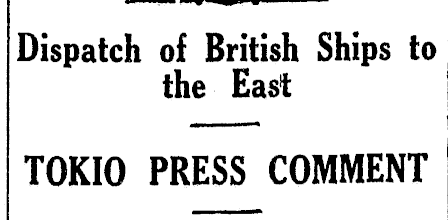 Dispatch of British Ships to
the East
TOKIO PRESS COMMENT